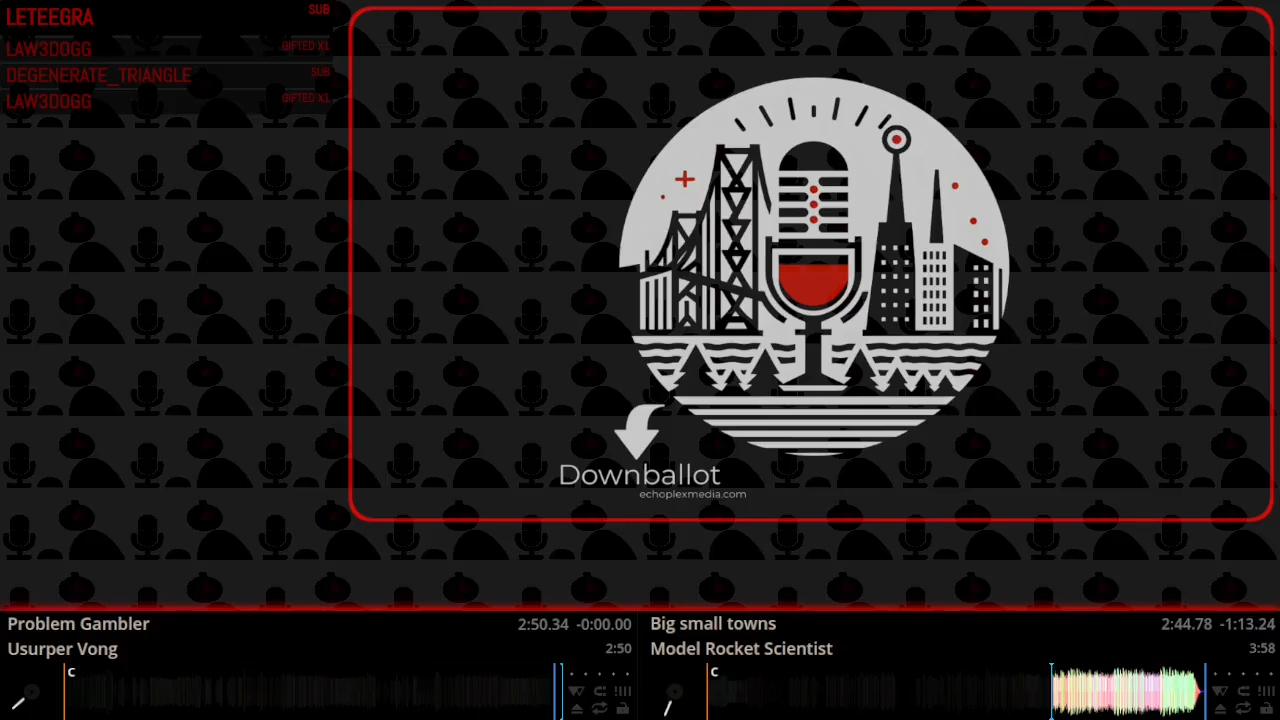 LETEEGRA SUB
LAW3DOGG GIFTED X1
DEGENERATE_TRIANGLE SUB
LAW3DOGG GIFTED X1
Downballot
echoplexmedia.com
Problem Gambler 2:50.34 -0:00.00
Usurper Vong 2:50
C
Big small towns 2:44.78 -1:13.24
Model Rocket Scientist 3:58
C